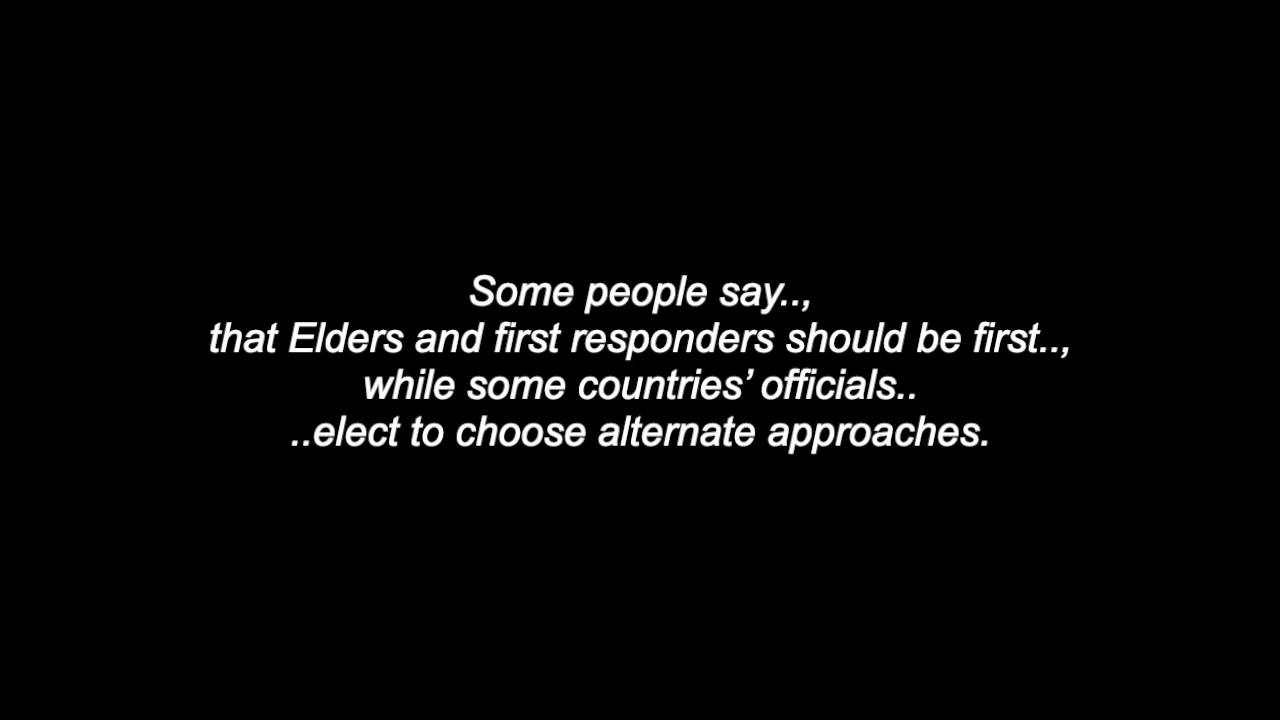 Some people say..,
that Elders and first responders should be first..,
while some countries’ officials..
..elect to choose alternate approaches.